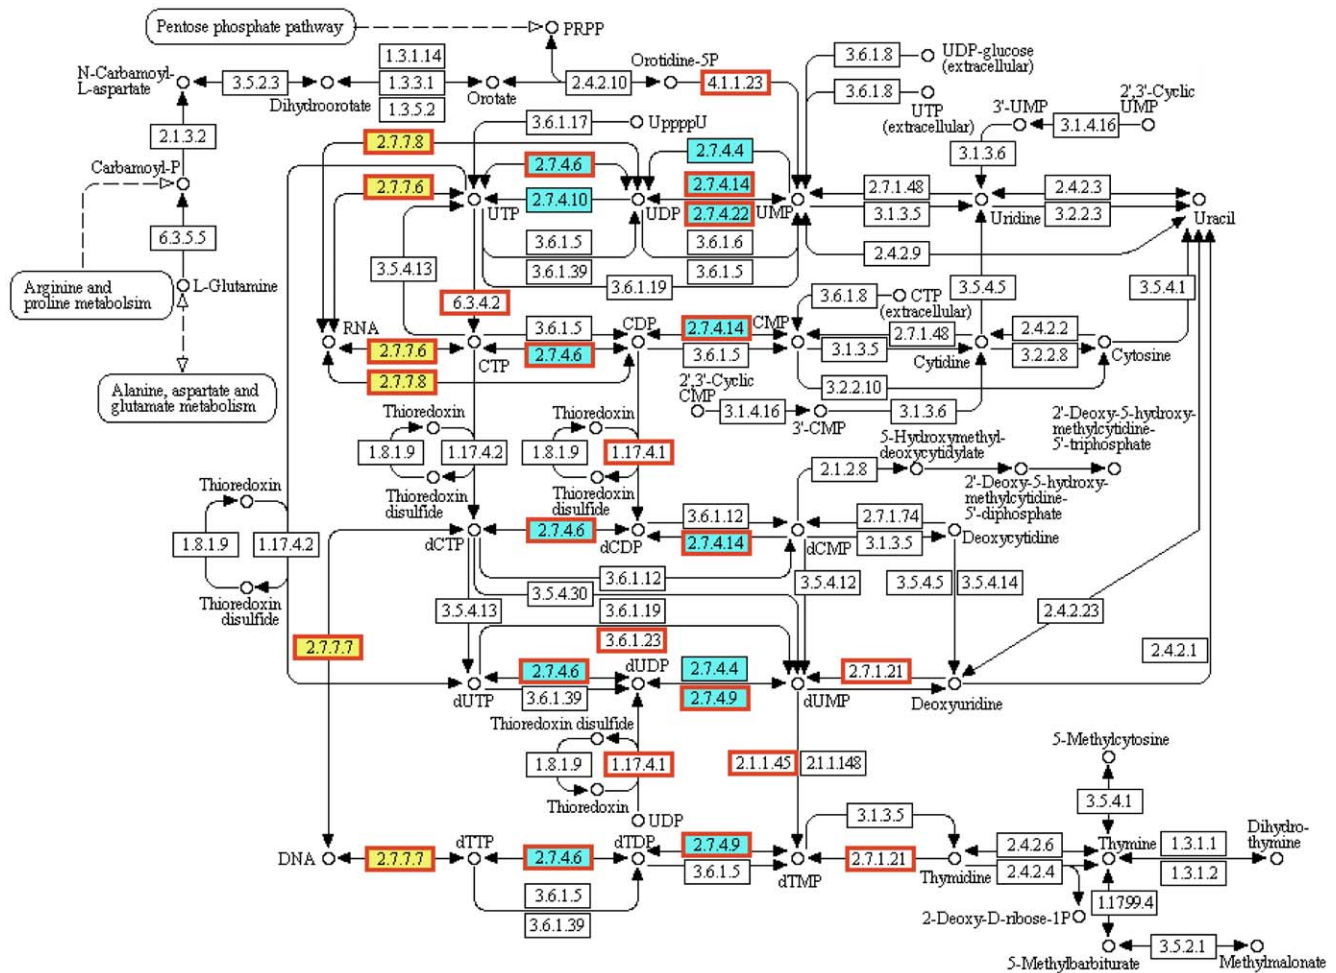 Pentose phosphate pathway
PRPP
N-Carbamoyl-
L-aspartate
3.5.2.3
Dihydroorotate
1.3.1.14
1.3.3.1
1.3.5.2
Orotate
2.4.2.10
Orotidine-5P
4.1.1.23
3.6.1.8
UDP-glucose
(extracellular)
3.6.1.8
UTP
(extracellular)
3'-UMP
3.1.4.16
2',3'-Cyclic
UMP
2.1.3.2
3.6.1.17
UppppU
3.1.3.6
2.7.7.8
Carbamoyl-P
2.7.4.6
2.7.4.4
2.7.7.6
2.7.4.14
2.7.1.48
2.4.2.3
UTP
2.7.4.10
UDP
2.7.4.22
UMP
3.1.3.5
Uridine
3.2.2.3
Uracil
6.3.5.5
3.6.1.5
3.6.1.6
2.4.2.9
3.5.4.13
3.6.1.39
3.6.1.5
Arginine and
proline metabolsim
L-Glutamine
3.6.1.19
3.5.4.5
3.5.4.1
6.3.4.2
3.6.1.8
CTP
(extracellular)
RNA
3.6.1.5
CDP
2.7.4.14
CMP
2.7.1.48
2.4.2.2
2.7.7.6
CTP
2.7.4.6
3.6.1.5
3.1.3.5
Cytidine
3.2.2.8
Cytosine
2.7.7.8
3.2.2.10
Alanine, aspartate and
glutamate metabolism
2',3'-Cyclic
CMP
3.1.4.16
3'-CMP
3.1.3.6
Thioredoxin
Thioredoxin
2'-Deoxy-5-hydroxy-
methylcytidine-
5'-triphosphate
1.8.1.9
1.17.4.2
1.8.1.9
1.17.4.1
5-Hydroxymethyl-
deoxycytidylate
2.1.2.8
Thioredoxin
disulfide
Thioredoxin
disulfide
2'-Deoxy-5-hydroxy-
methylcytidine-
5'-diphosphate
Thioredoxin
1.8.1.9
1.17.4.2
Thioredoxin
disulfide
3.6.1.12
2.7.1.74
dCTP
2.7.4.6
dCDP
2.7.4.14
dCMP
3.1.3.5
Deoxycytidine
3.6.1.12
3.5.4.12
3.5.4.5
3.5.4.14
3.5.4.30
3.5.4.13
3.6.1.19
2.4.2.23
3.6.1.23
2.7.7.7
2.4.2.1
2.7.4.6
dUDP
2.7.4.4
2.7.1.21
dUTP
3.6.1.39
2.7.4.9
dUMP
Deoxyuridine
Thioredoxin disulfide
1.8.1.9
1.17.4.1
2.1.1.45
2.1.1.148
5-Methylcytosine
Thioredoxin
3.5.4.1
UDP
3.1.3.5
DNA
2.7.7.7
dTTP
2.7.4.6
dTDP
2.7.4.9
dTMP
2.7.1.21
Thymidine
2.4.2.6
Thymine
1.3.1.1
Dihydro-
thymine
3.6.1.5
2.4.2.4
1.3.1.2
3.6.1.5
3.6.1.39
2-Deoxy-D-ribose-1P
1.1799.4
5-Methylbarbiturate
3.5.2.1
Methylmalonate